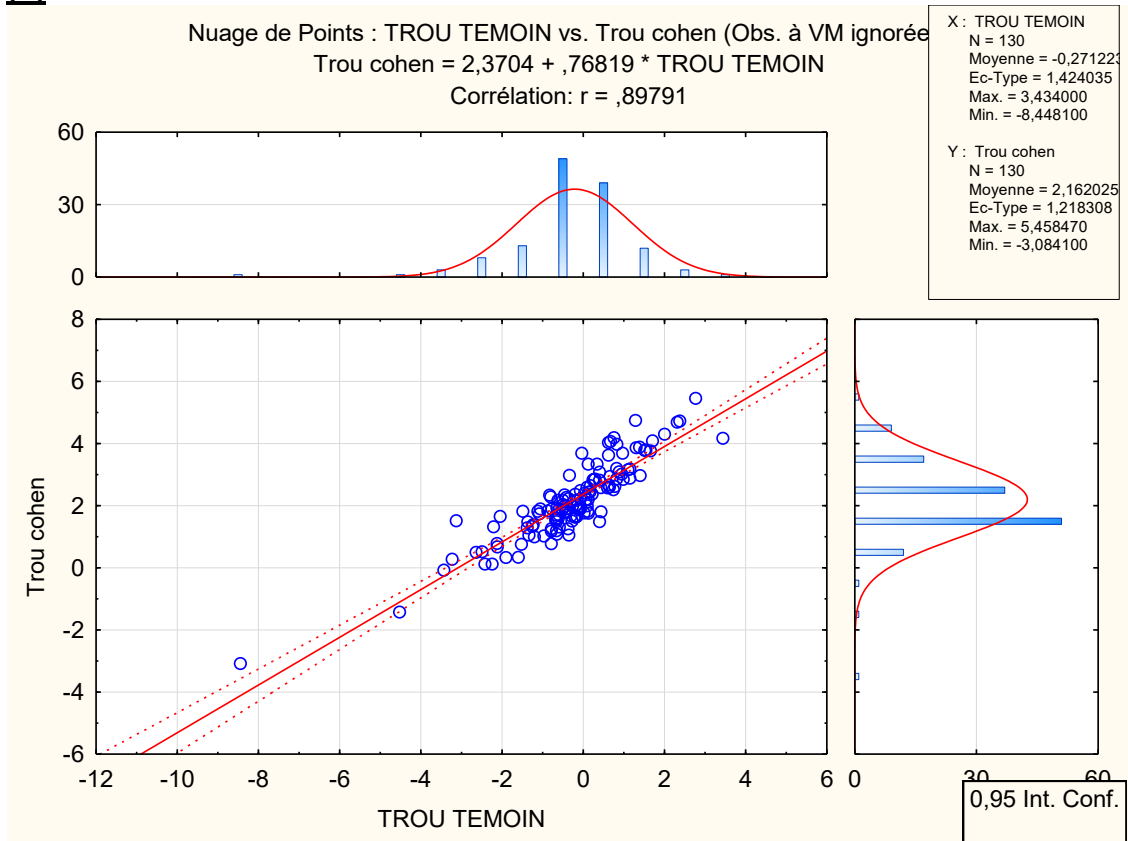 Nuage de Points : TROU TEMOIN vs. Trou cohen (Obs. à VM ignorée
Trou cohen = 2,3704 + ,76819 * TROU TEMOIN
Corrélation: r = ,89791
X : TROU TEMOIN
N = 130
Moyenne = -0,271223
Ec-Type = 1,424035
Max. = 3,434000
Min. = -8,448100
Y : Trou cohen
N = 130
Moyenne = 2,162025
Ec-Type = 1,218308
Max. = 5,458470
Min. = -3,084100
60
30
0
8
6
4
2
0
-2
-4
-6
Trou cohen
-12 -10 -8 -6 -4 -2 0 2 4 6
0 30 60
TROU TEMOIN
0,95 Int. Conf.